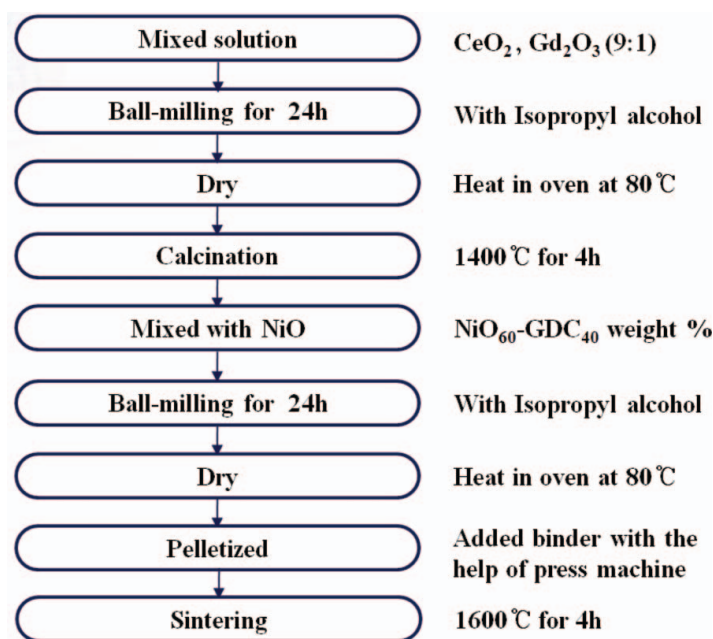 Mixed solution
CeO₂, Gd₂O₃ (9:1)
Ball-milling for 24h
With Isopropyl alcohol
Dry
Heat in oven at 80℃
Calcination
1400℃ for 4h
Mixed with NiO
NiO₆₀-GDC₄₀ weight %
Ball-milling for 24h
With Isopropyl alcohol
Dry
Heat in oven at 80℃
Pelletized
Added binder with the
help of press machine
Sintering
1600℃ for 4h